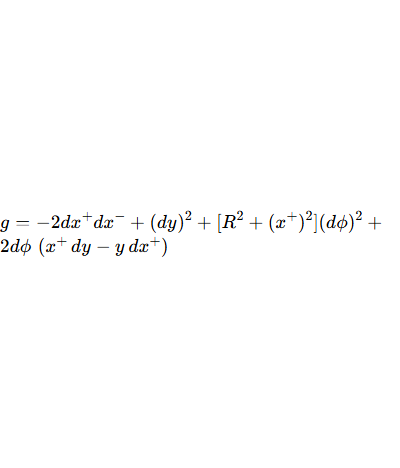 g = −2dx⁺dx⁻ + (dy)² + [R² + (x⁺)²](dϕ)² +
2dϕ (x⁺ dy − y dx⁺)